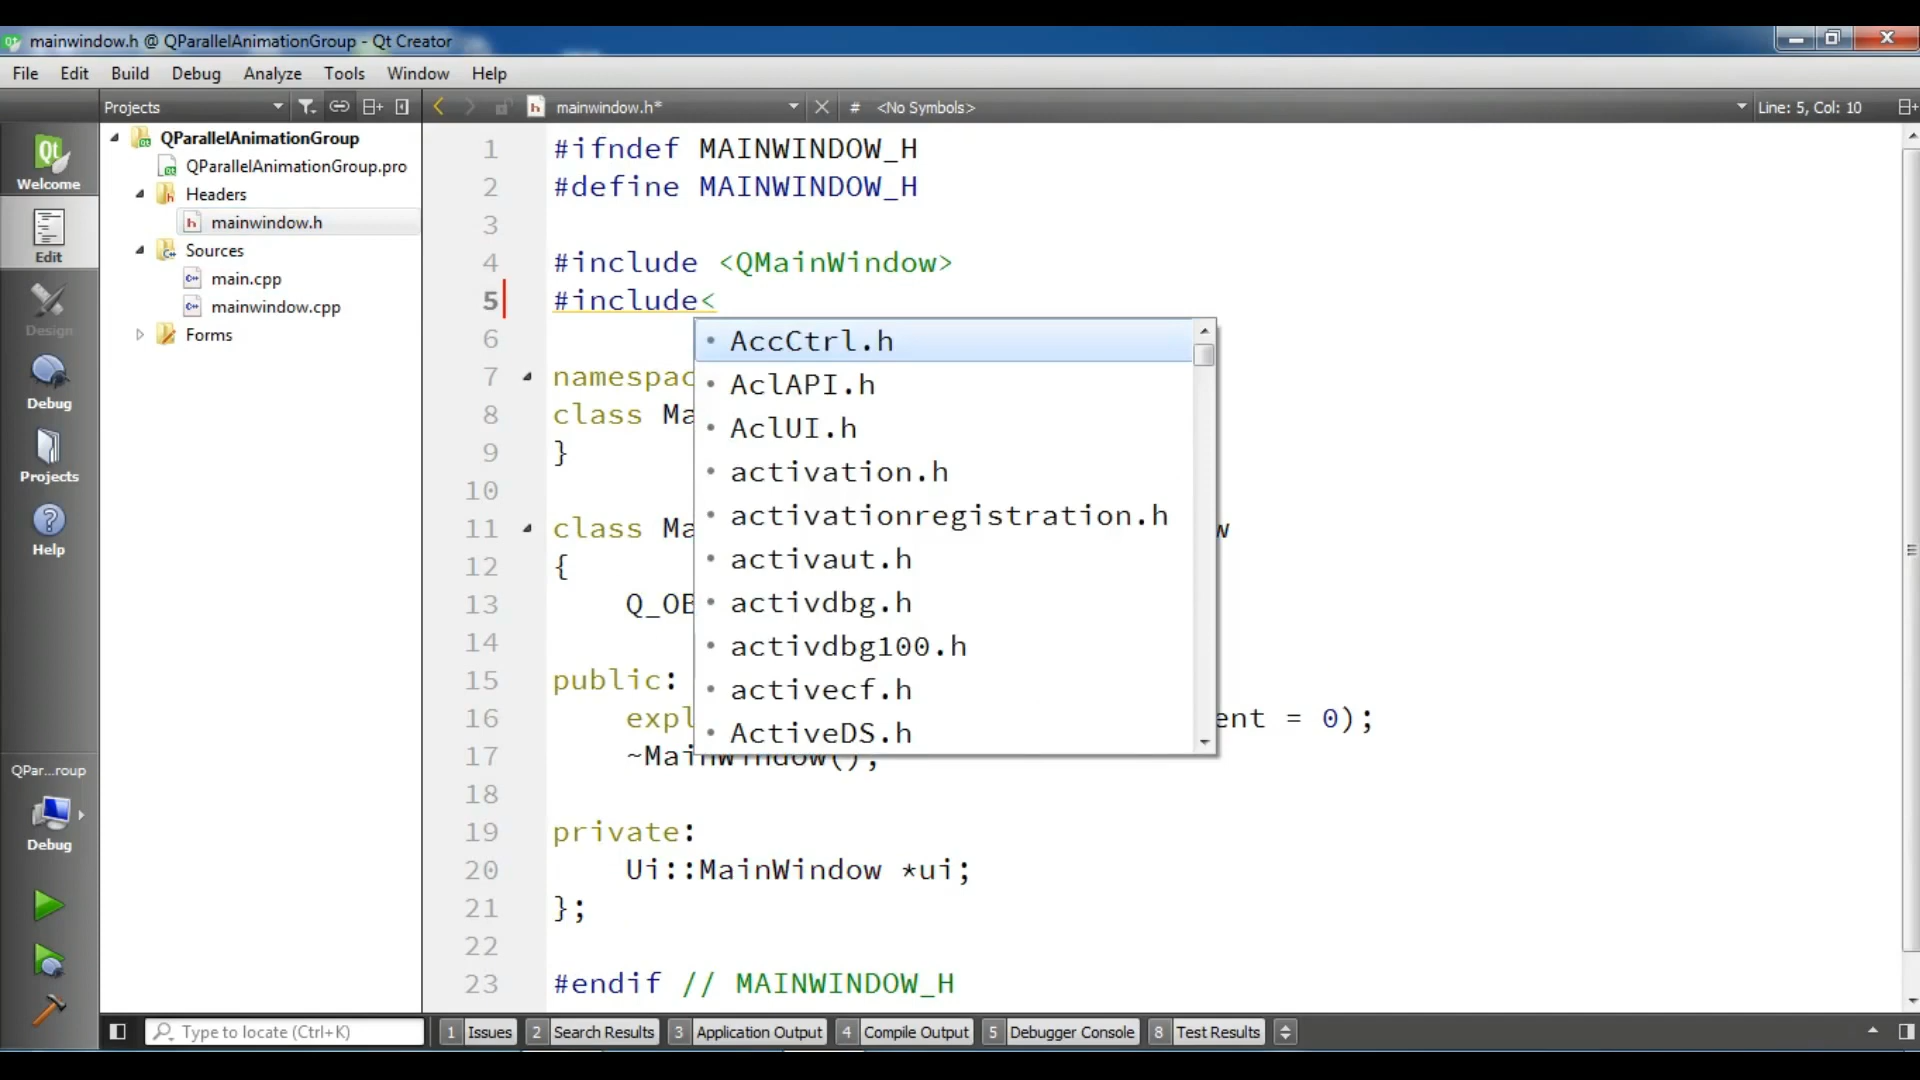 mainwindow.h @ QParallelAnimationGroup - Qt Creator
File Edit Build Debug Analyze Tools Window Help
Projects
mainwindow.h*
# <No Symbols>
Line: 5, Col: 10
Welcome
Edit
Design
Debug
Projects
Help
QPar...roup
Debug
QParallelAnimationGroup
QParallelAnimationGroup.pro
Headers
mainwindow.h
Sources
main.cpp
mainwindow.cpp
Forms
1 #ifndef MAINWINDOW_H
2 #define MAINWINDOW_H
3
4 #include <QMainWindow>
5 #include<
6
7 namespac
8 class Ma
9 }
10
11 class Ma w
12 {
13 Q_OB
14
15 public:
16 expl ent = 0);
17 ~MainWindow();
18
19 private:
20 Ui::MainWindow *ui;
21 };
22
23 #endif // MAINWINDOW_H
AccCtrl.h
AclAPI.h
AclUI.h
activation.h
activationregistration.h
activaut.h
activdbg.h
activdbg100.h
activecf.h
ActiveDS.h
Type to locate (Ctrl+K)
1 Issues 2 Search Results 3 Application Output 4 Compile Output 5 Debugger Console 8 Test Results